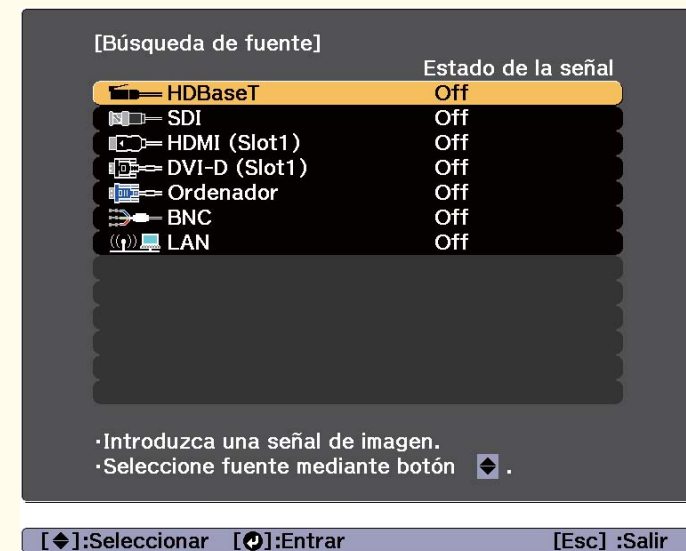 [Búsqueda de fuente]
Estado de la señal
HDBaseT Off
SDI Off
HDMI (Slot1) Off
DVI-D (Slot1) Off
Ordenador Off
BNC Off
LAN Off
·Introduzca una señal de imagen.
·Seleccione fuente mediante botón .
[ ]:Seleccionar [ ]:Entrar [Esc] :Salir